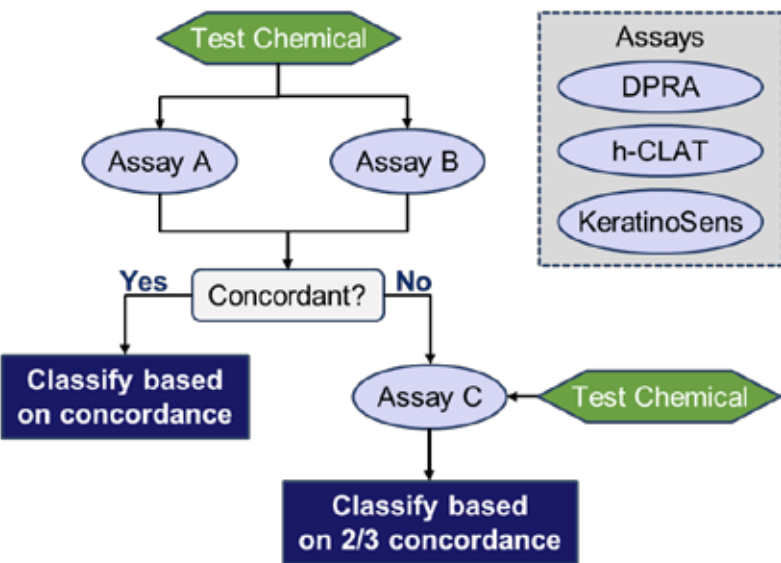 Test Chemical
Assays
DPRA
h-CLAT
KeratinoSens
Assay A
Assay B
Yes
Concordant?
No
Classify based
on concordance
Assay C
Test Chemical
Classify based
on 2/3 concordance